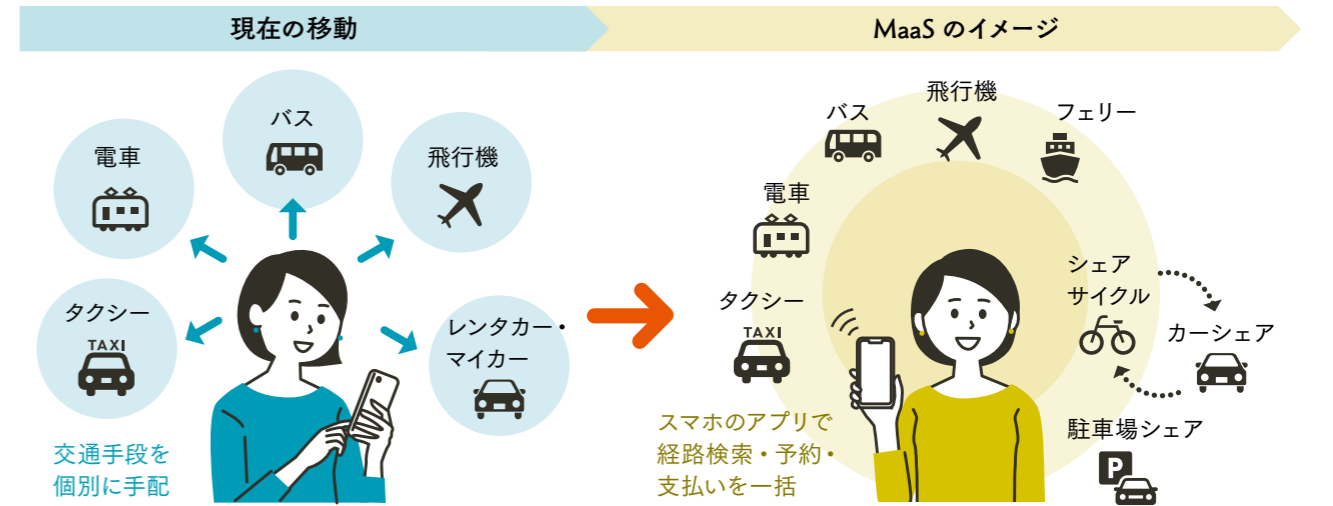 現在の移動
MaaS のイメージ
バス
電車
飛行機
タクシー
TAXI
レンタカー・
マイカー
交通手段を
個別に手配
飛行機
バス
フェリー
電車
タクシー
TAXI
シェア
サイクル
カーシェア
駐車場シェア
P
スマホのアプリで
経路検索・予約・
支払いを一括